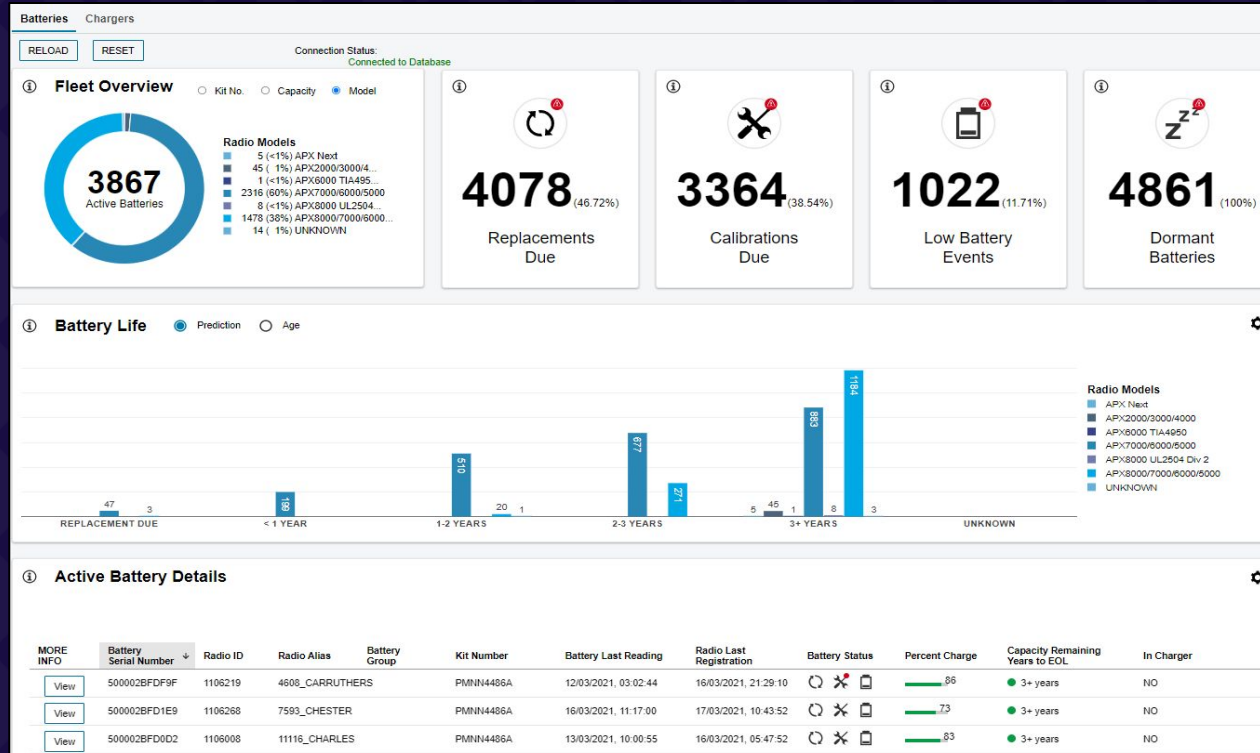 Batteries Chargers
RELOAD RESET Connection Status:
Connected to Database
Fleet Overview Kit No. Capacity Model
3867
Active Batteries
Radio Models
5 (<1%) APX Next
45 ( 1%) APX2000/3000/4...
1 (<1%) APX6000 TIA495...
2316 (60%) APX7000/6000/5000
8 (<1%) APX8000 UL2504...
1478 (38%) APX8000/7000/6000...
14 ( 1%) UNKNOWN
4078 (46.72%)
Replacements
Due
3364 (38.54%)
Calibrations
Due
1022 (11.71%)
Low Battery
Events
zzz
4861 (100%)
Dormant
Batteries
Battery Life Prediction Age
47 3
199
510 20 1
677 271
5 45 1 883 8 1184 3
REPLACEMENT DUE < 1 YEAR 1-2 YEARS 2-3 YEARS 3+ YEARS UNKNOWN
Radio Models
APX Next
APX2000/3000/4000
APX6000 TIA4950
APX7000/6000/5000
APX8000 UL2504 Div 2
APX8000/7000/6000/5000
UNKNOWN
Active Battery Details
MORE INFO Battery Serial Number Radio ID Radio Alias Battery Group Kit Number Battery Last Reading Radio Last Registration Battery Status Percent Charge Capacity Remaining Years to EOL In Charger
View 500002BFDF9F 1106219 4608_CARRUTHERS PMNN4486A 12/03/2021, 03:02:44 16/03/2021, 21:29:10 86 3+ years NO
View 500002BFD1E9 1106268 7593_CHESTER PMNN4486A 16/03/2021, 11:17:00 17/03/2021, 10:43:52 73 3+ years NO
View 500002BFD0D2 1106008 11116_CHARLES PMNN4486A 13/03/2021, 10:00:55 16/03/2021, 05:47:52 83 3+ years NO